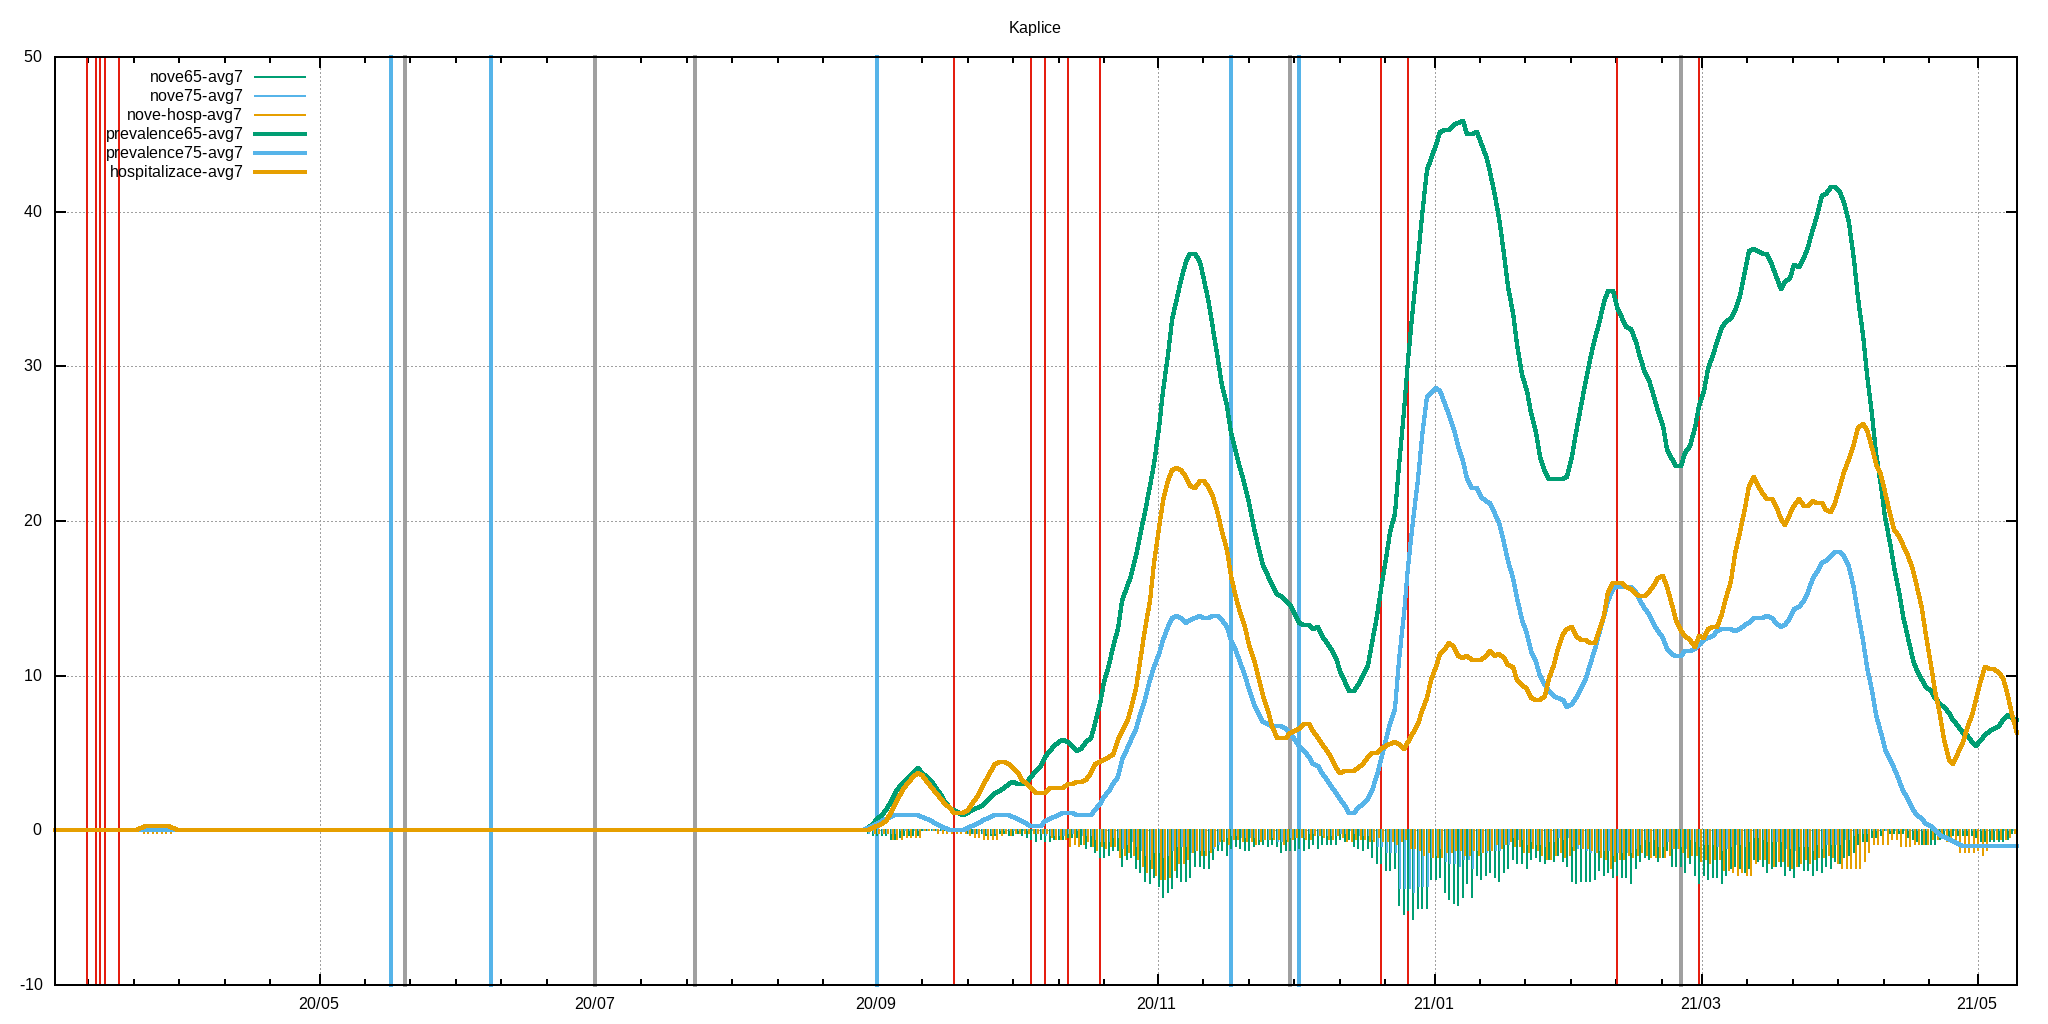 Kaplice
50
nove65-avg7
nove75-avg7
nove-hosp-avg7
prevalence65-avg7
prevalence75-avg7
hospitalizace-avg7
40
30
20
10
0
-10
20/05 20/07 20/09 20/11 21/01 21/03 21/05